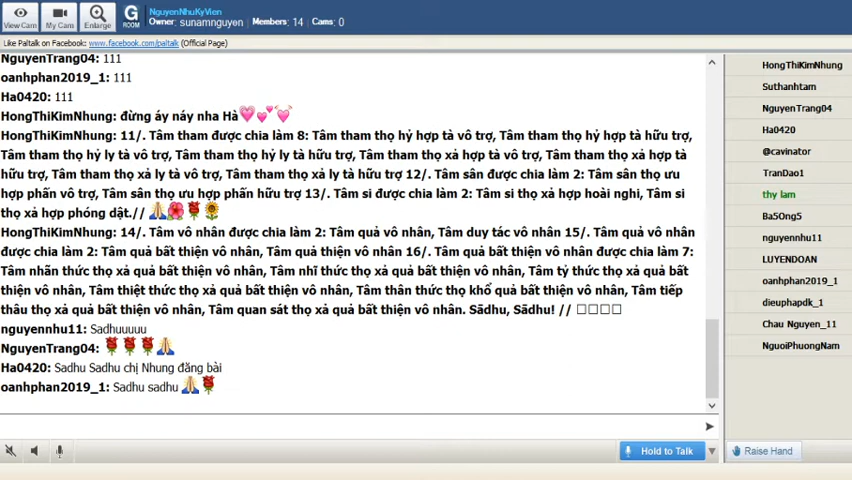 View Cam
My Cam
Enlarge
G
ROOM
NguyenNhuKyVien
Owner: sunamnguyen Members: 14 Cams: 0
Like Paltalk on Facebook: www.facebook.com/paltalk (Official Page)
NguyenTrang04: 111
oanhphan2019_1: 111
Ha0420: 111
HongThiKimNhung: đừng áy náy nha Hà
HongThiKimNhung: 11/. Tâm tham được chia làm 8: Tâm tham thọ hỷ hợp tà vô trợ, Tâm tham thọ hỷ hợp tà hữu trợ,
Tâm tham thọ hỷ ly tà vô trợ, Tâm tham thọ hỷ ly tà hữu trợ, Tâm tham thọ xả hợp tà vô trợ, Tâm tham thọ xả hợp tà
hữu trợ, Tâm tham thọ xả ly tà vô trợ, Tâm tham thọ xả ly tà hữu trợ 12/. Tâm sân được chia làm 2: Tâm sân thọ ưu
hợp phấn vô trợ, Tâm sân thọ ưu hợp phấn hữu trợ 13/. Tâm si được chia làm 2: Tâm si thọ xả hợp hoài nghi, Tâm si
thọ xả hợp phóng dật.//
HongThiKimNhung: 14/. Tâm vô nhân được chia làm 2: Tâm quả vô nhân, Tâm duy tác vô nhân 15/. Tâm quả vô nhân
được chia làm 2: Tâm quả bất thiện vô nhân, Tâm quả thiện vô nhân 16/. Tâm quả bất thiện vô nhân được chia làm 7:
Tâm nhãn thức thọ xả quả bất thiện vô nhân, Tâm nhĩ thức thọ xả quả bất thiện vô nhân, Tâm tỷ thức thọ xả quả bất
thiện vô nhân, Tâm thiệt thức thọ xả quả bất thiện vô nhân, Tâm thân thức thọ khổ quả bất thiện vô nhân, Tâm tiếp
thâu thọ xả quả bất thiện vô nhân, Tâm quan sát thọ xả quả bất thiện vô nhân. Sādhu, Sādhu! // □□□□
nguyennhu11: Sadhuuuuu
NguyenTrang04:
Ha0420: Sadhu Sadhu chị Nhung đăng bài
oanhphan2019_1: Sadhu sadhu
HongThiKimNhung
Suthanhtam
NguyenTrang04
Ha0420
@cavinator
TranDao1
thy lam
Ba5Ong5
nguyennhu11
LUYENDOAN
oanhphan2019_1
dieuphapdk_1
Chau Nguyen_11
NguoiPhuongNam
Hold to Talk
Raise Hand